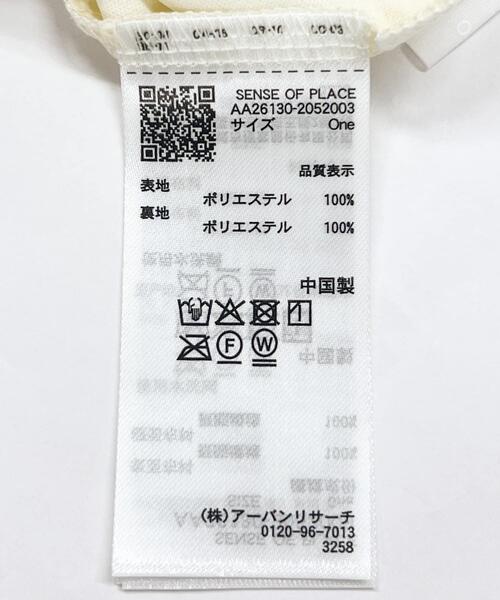 SENSE OF PLACE
AA26130-2052003
サイズ One
品質表示
表地
ポリエステル 100%
裏地
ポリエステル 100%
中国製
F W
(株)アーバンリサーチ
0120-96-7013
3258